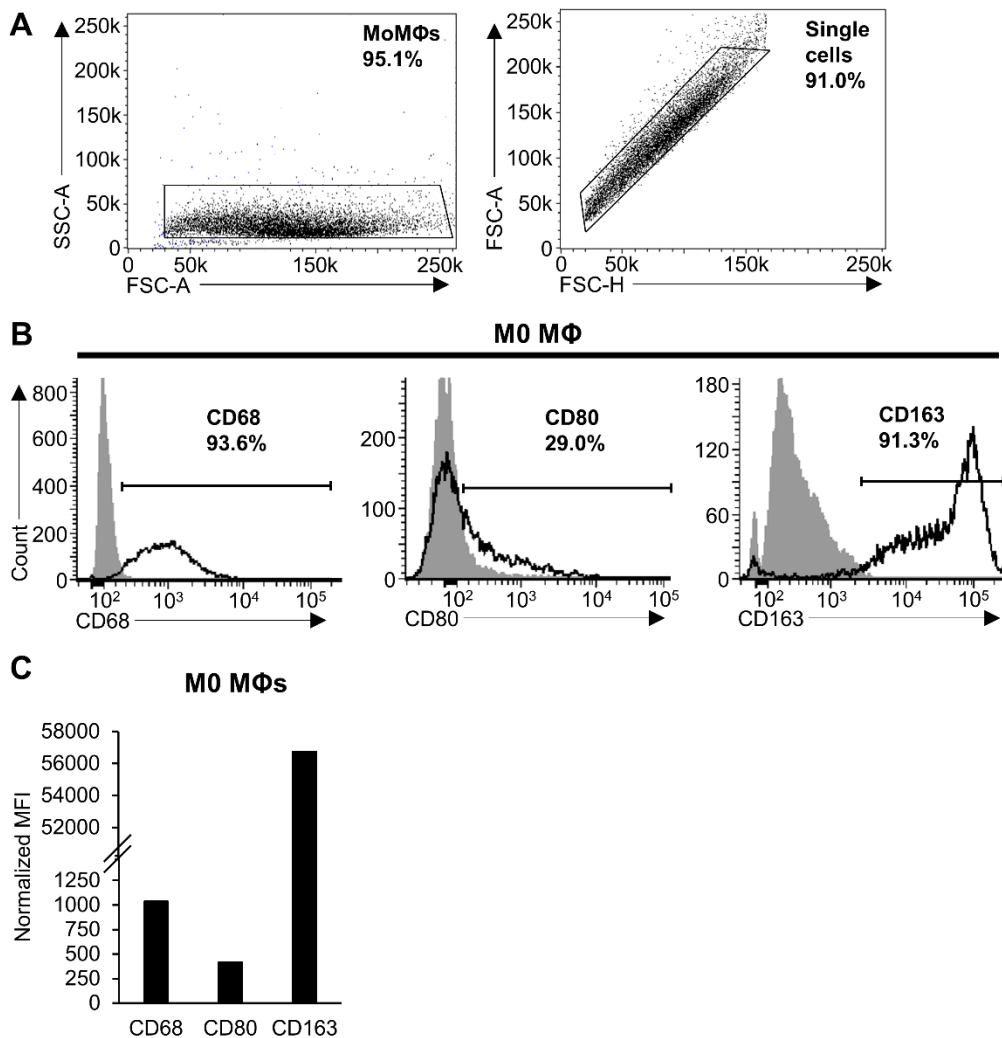 A
250k
200k
150k
100k
50k
0
SSC-A
MoMΦs
95.1%
0 50k 150k 250k
FSC-A
250k
200k
150k
100k
50k
0
FSC-A
Single
cells
91.0%
50k 150k 250k
FSC-H
B
M0 MΦ
800
600
400
200
0
Count
CD68
93.6%
10² 10³ 10⁴ 10⁵
CD68
200
100
0
CD80
29.0%
10² 10³ 10⁴ 10⁵
CD80
180
120
60
30
0
CD163
91.3%
10² 10³ 10⁴ 10⁵
CD163
C
M0 MΦs
58000
56000
54000
52000
1250
1000
750
500
250
0
Normalized MFI
CD68 CD80 CD163